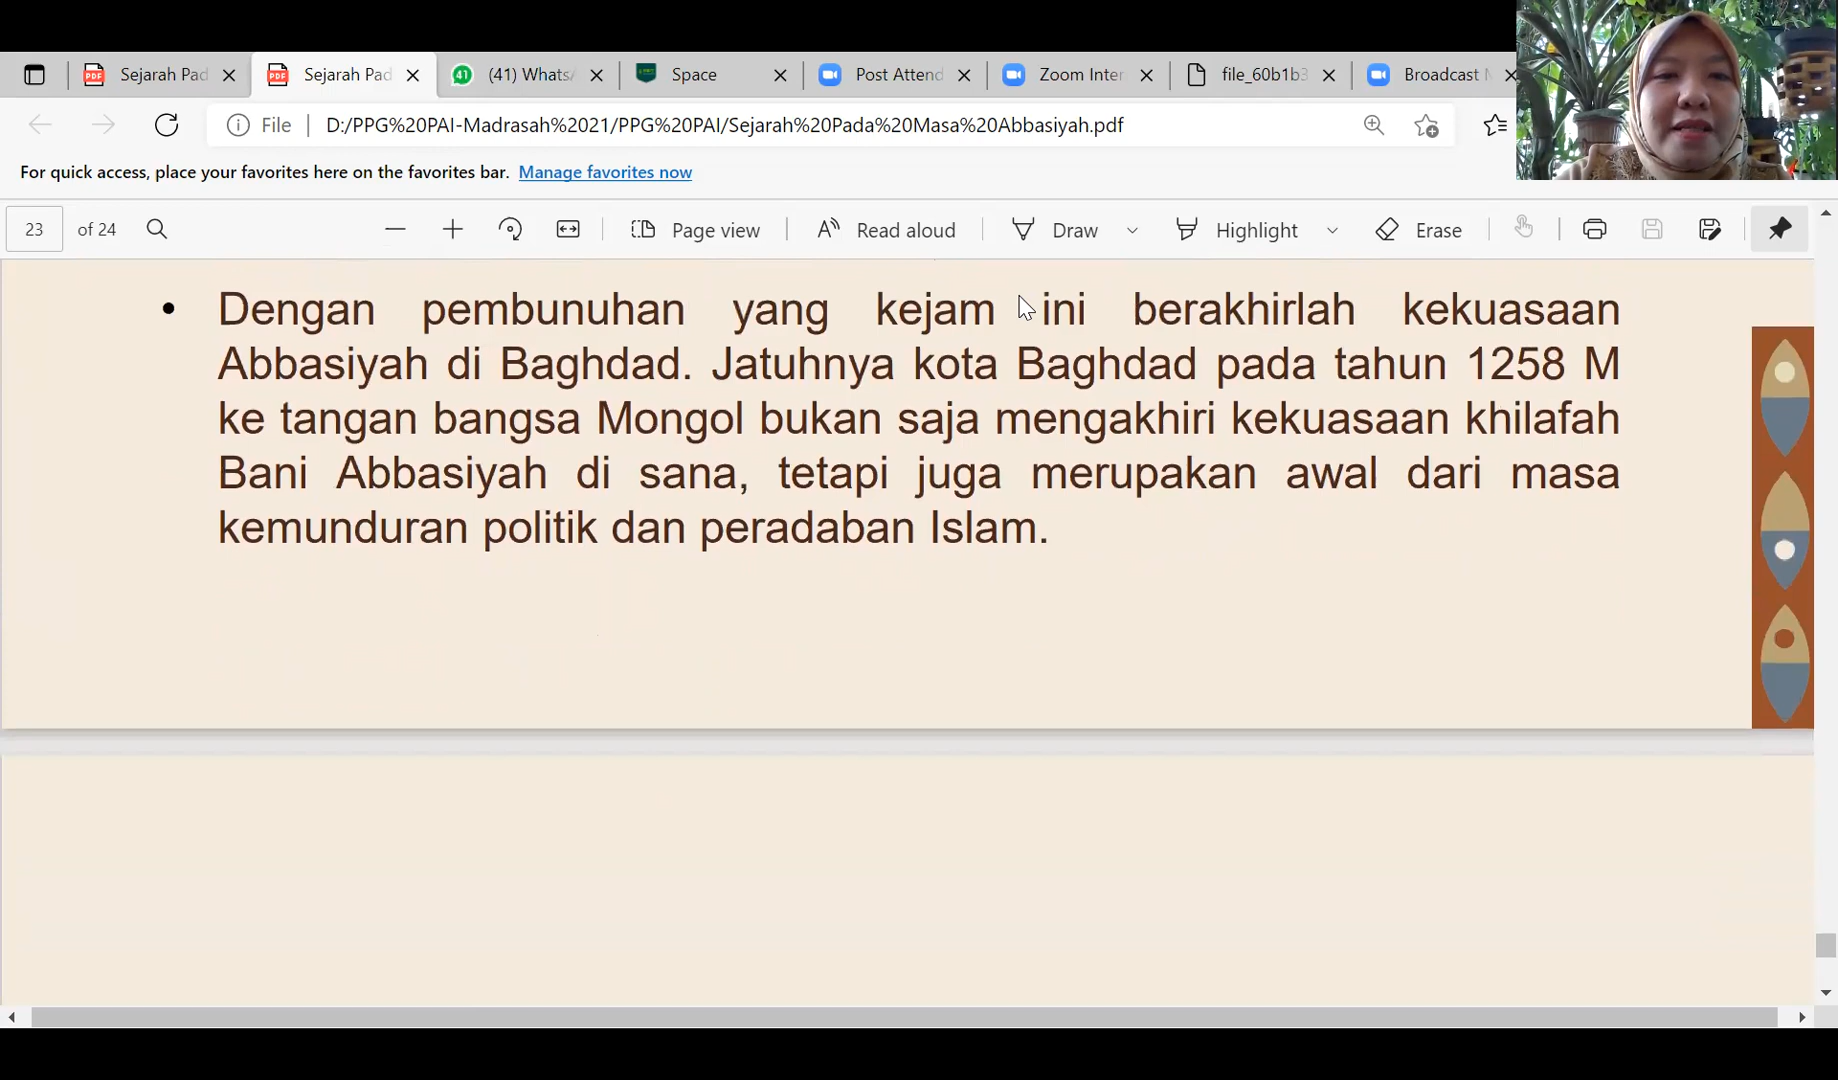 Sejarah Pad
Sejarah Pad
(41) Whats
Space
Post Attend
Zoom Inter
file_60b1b3
Broadcast M
File
D:/PPG%20PAI-Madrasah%2021/PPG%20PAI/Sejarah%20Pada%20Masa%20Abbasiyah.pdf
For quick access, place your favorites here on the favorites bar. Manage favorites now
23 of 24
Page view
Read aloud
Draw
Highlight
Erase
• Dengan pembunuhan yang kejam ini berakhirlah kekuasaan
Abbasiyah di Baghdad. Jatuhnya kota Baghdad pada tahun 1258 M
ke tangan bangsa Mongol bukan saja mengakhiri kekuasaan khilafah
Bani Abbasiyah di sana, tetapi juga merupakan awal dari masa
kemunduran politik dan peradaban Islam.